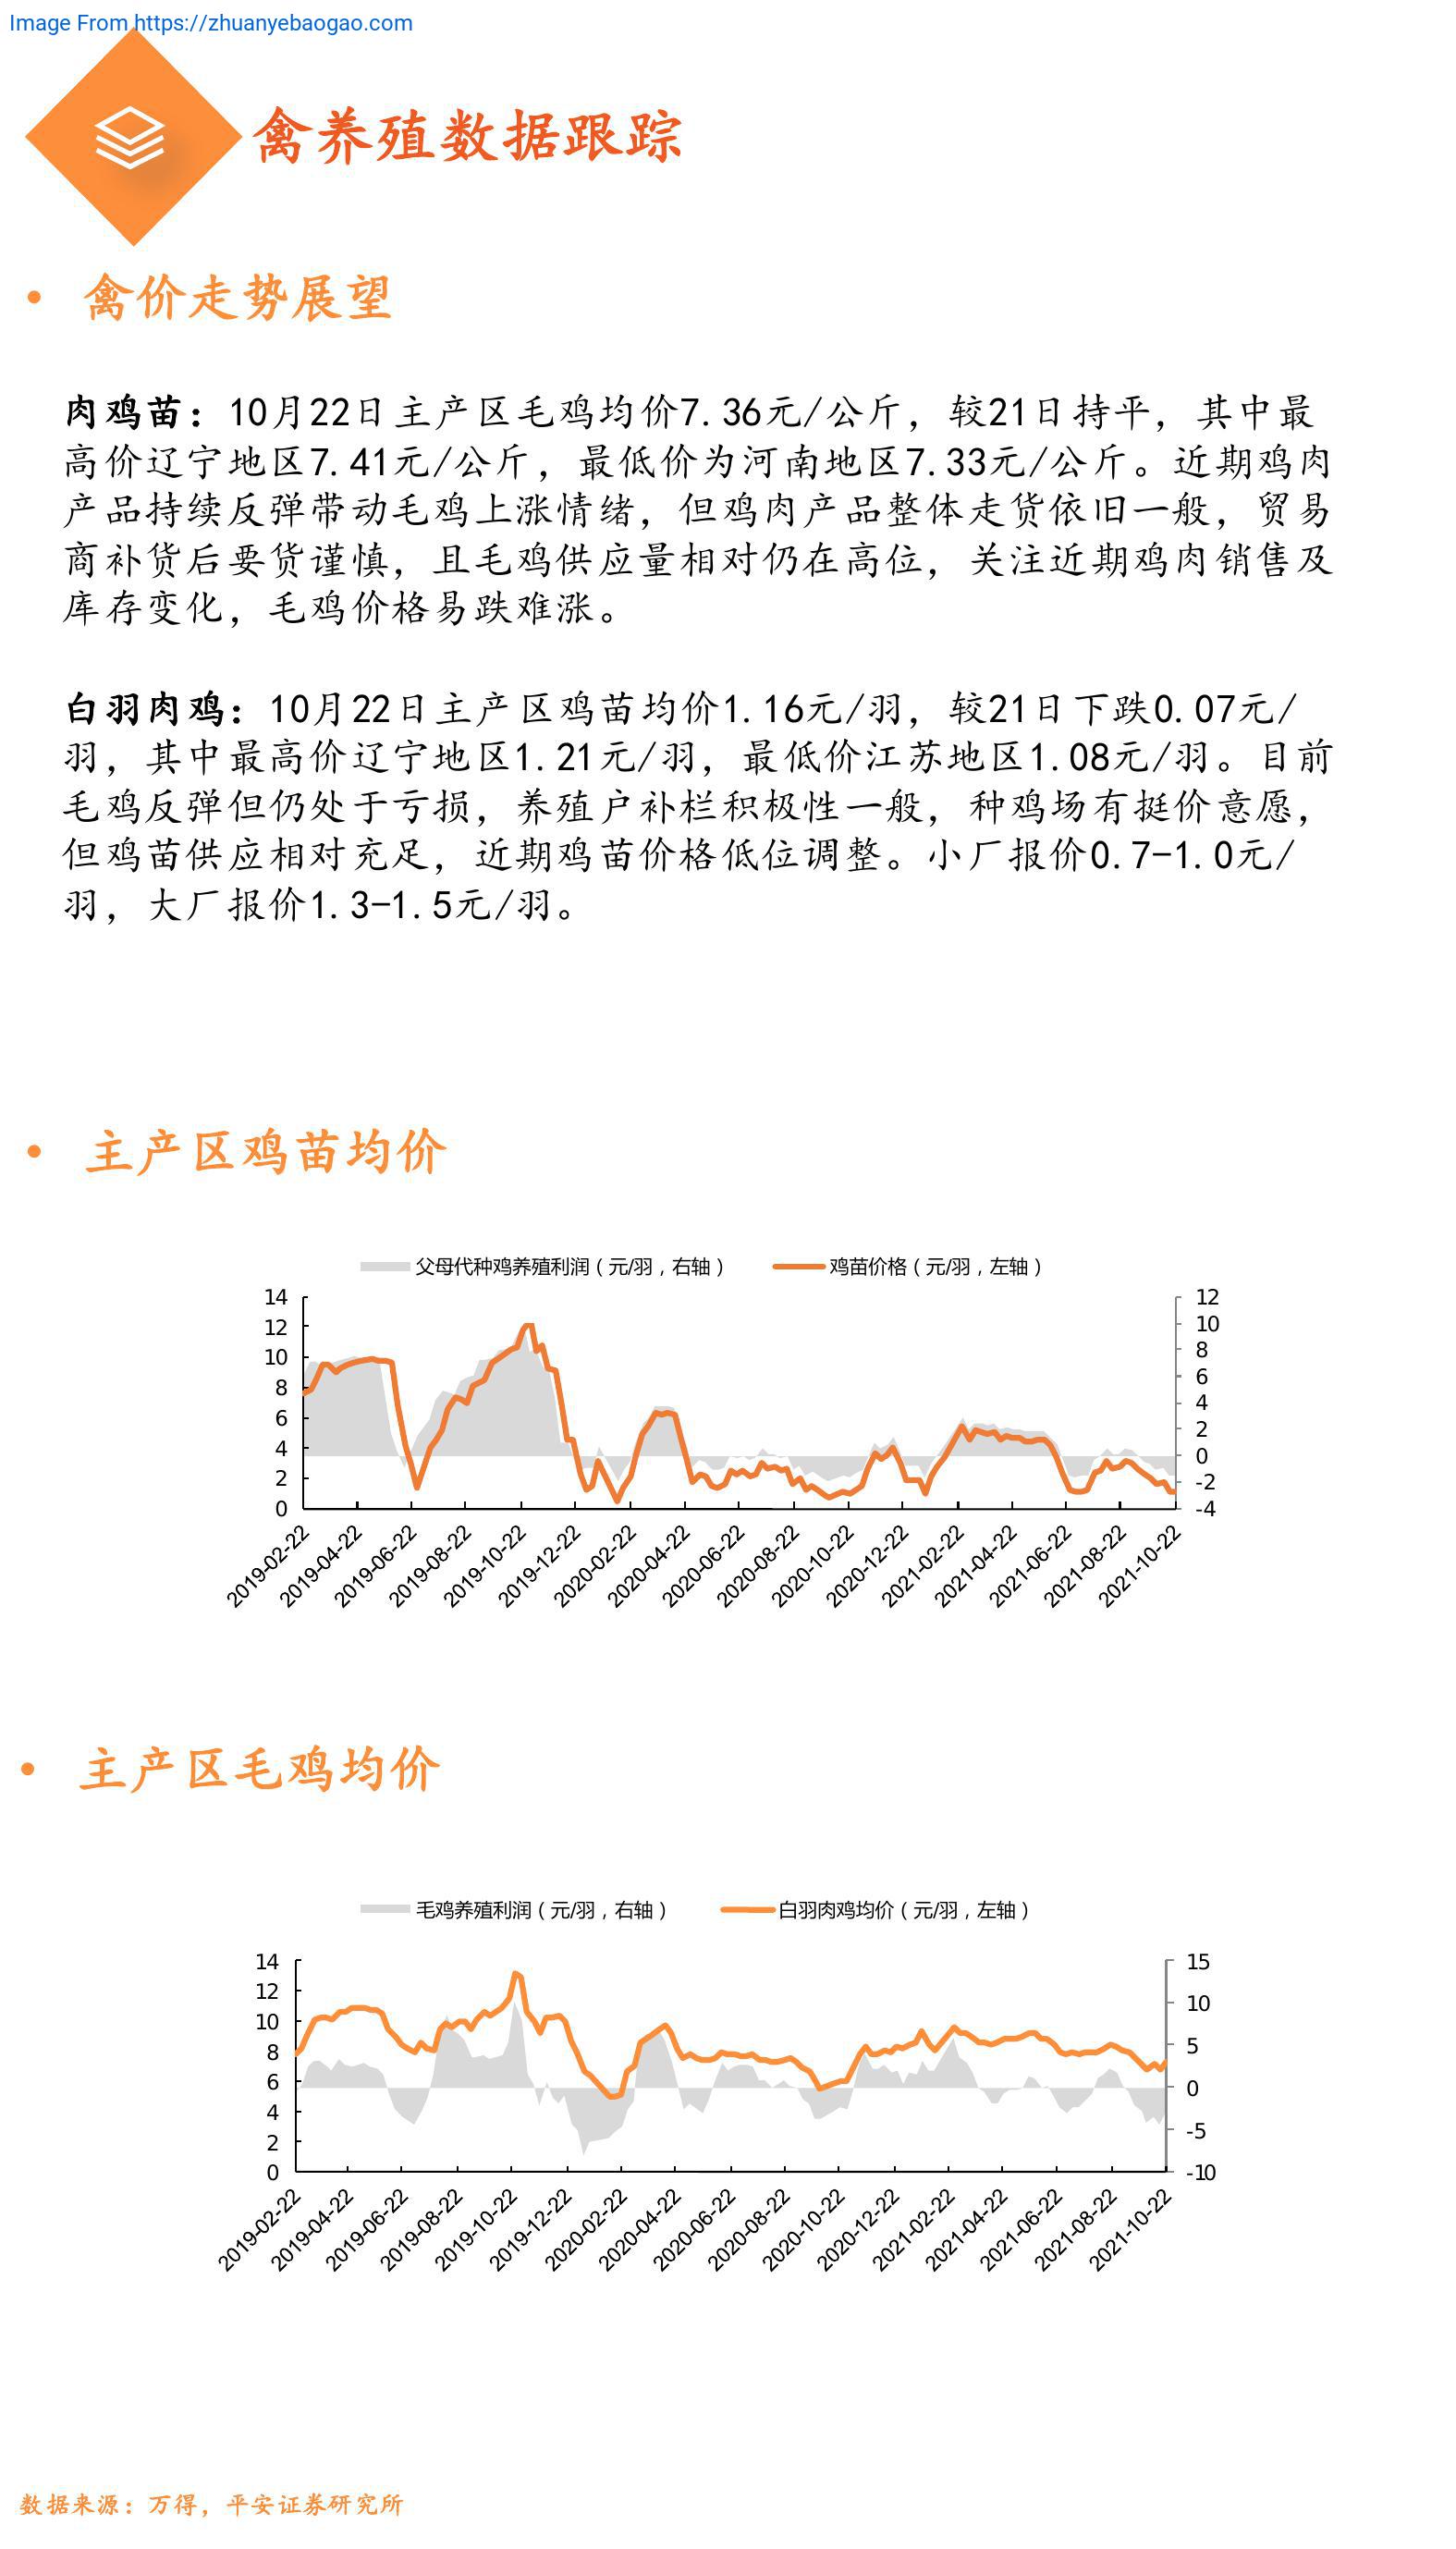 Image From https://zhuanyebaogao.com
禽养殖数据跟踪
• 禽价走势展望
肉鸡苗：10月22日主产区毛鸡均价7.36元/公斤，较21日持平，其中最
高价辽宁地区7.41元/公斤，最低价为河南地区7.33元/公斤。近期鸡肉
产品持续反弹带动毛鸡上涨情绪，但鸡肉产品整体走货依旧一般，贸易
商补货后要货谨慎，且毛鸡供应量相对仍在高位，关注近期鸡肉销售及
库存变化，毛鸡价格易跌难涨。
白羽肉鸡：10月22日主产区鸡苗均价1.16元/羽，较21日下跌0.07元/
羽，其中最高价辽宁地区1.21元/羽，最低价江苏地区1.08元/羽。目前
毛鸡反弹但仍处于亏损，养殖户补栏积极性一般，种鸡场有挺价意愿，
但鸡苗供应相对充足，近期鸡苗价格低位调整。小厂报价0.7-1.0元/
羽，大厂报价1.3-1.5元/羽。
• 主产区鸡苗均价
父母代种鸡养殖利润（元/羽，右轴） 鸡苗价格（元/羽，左轴）
14 12
12 10
10 8
8 6
6 4
4 2
2 0
0 -2
-4
2019-02-22 2019-04-22 2019-06-22 2019-08-22 2019-10-22 2019-12-22 2020-02-22 2020-04-22 2020-06-22 2020-08-22 2020-10-22 2020-12-22 2021-02-22 2021-04-22 2021-06-22 2021-08-22 2021-10-22
• 主产区毛鸡均价
毛鸡养殖利润（元/羽，右轴） 白羽肉鸡均价（元/羽，左轴）
14 15
12
10 10
8 5
6 0
4 -5
2
0 -10
2019-02-22 2019-04-22 2019-06-22 2019-08-22 2019-10-22 2019-12-22 2020-02-22 2020-04-22 2020-06-22 2020-08-22 2020-10-22 2020-12-22 2021-02-22 2021-04-22 2021-06-22 2021-08-22 2021-10-22
数据来源：万得，平安证券研究所